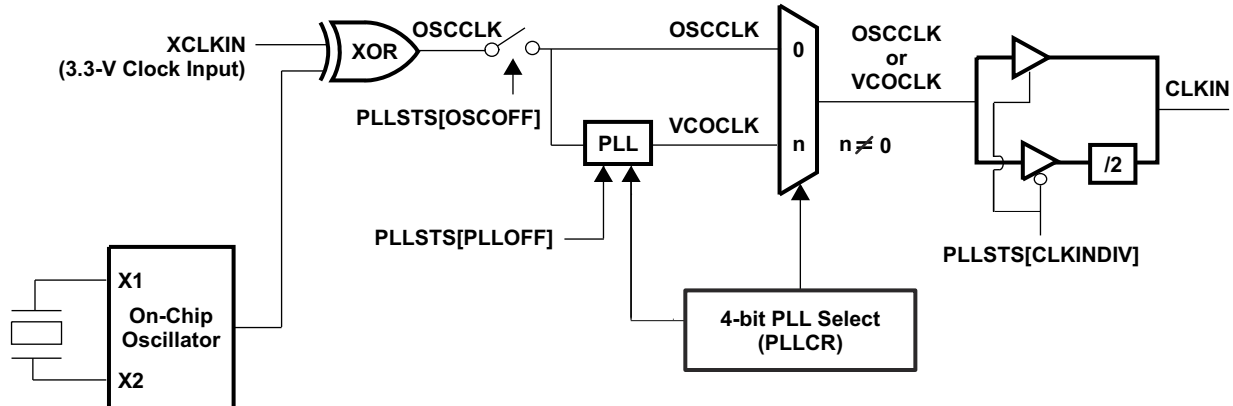 XCLKIN
(3.3-V Clock Input)
XOR
OSCCLK
PLLSTS[OSCOFF]
OSCCLK
0
PLL
VCOCLK
n
OSCCLK
or
VCOCLK
n ≠ 0
CLKIN
/2
PLLSTS[CLKINDIV]
PLLSTS[PLLOFF]
4-bit PLL Select
(PLLCR)
X1
On-Chip
Oscillator
X2